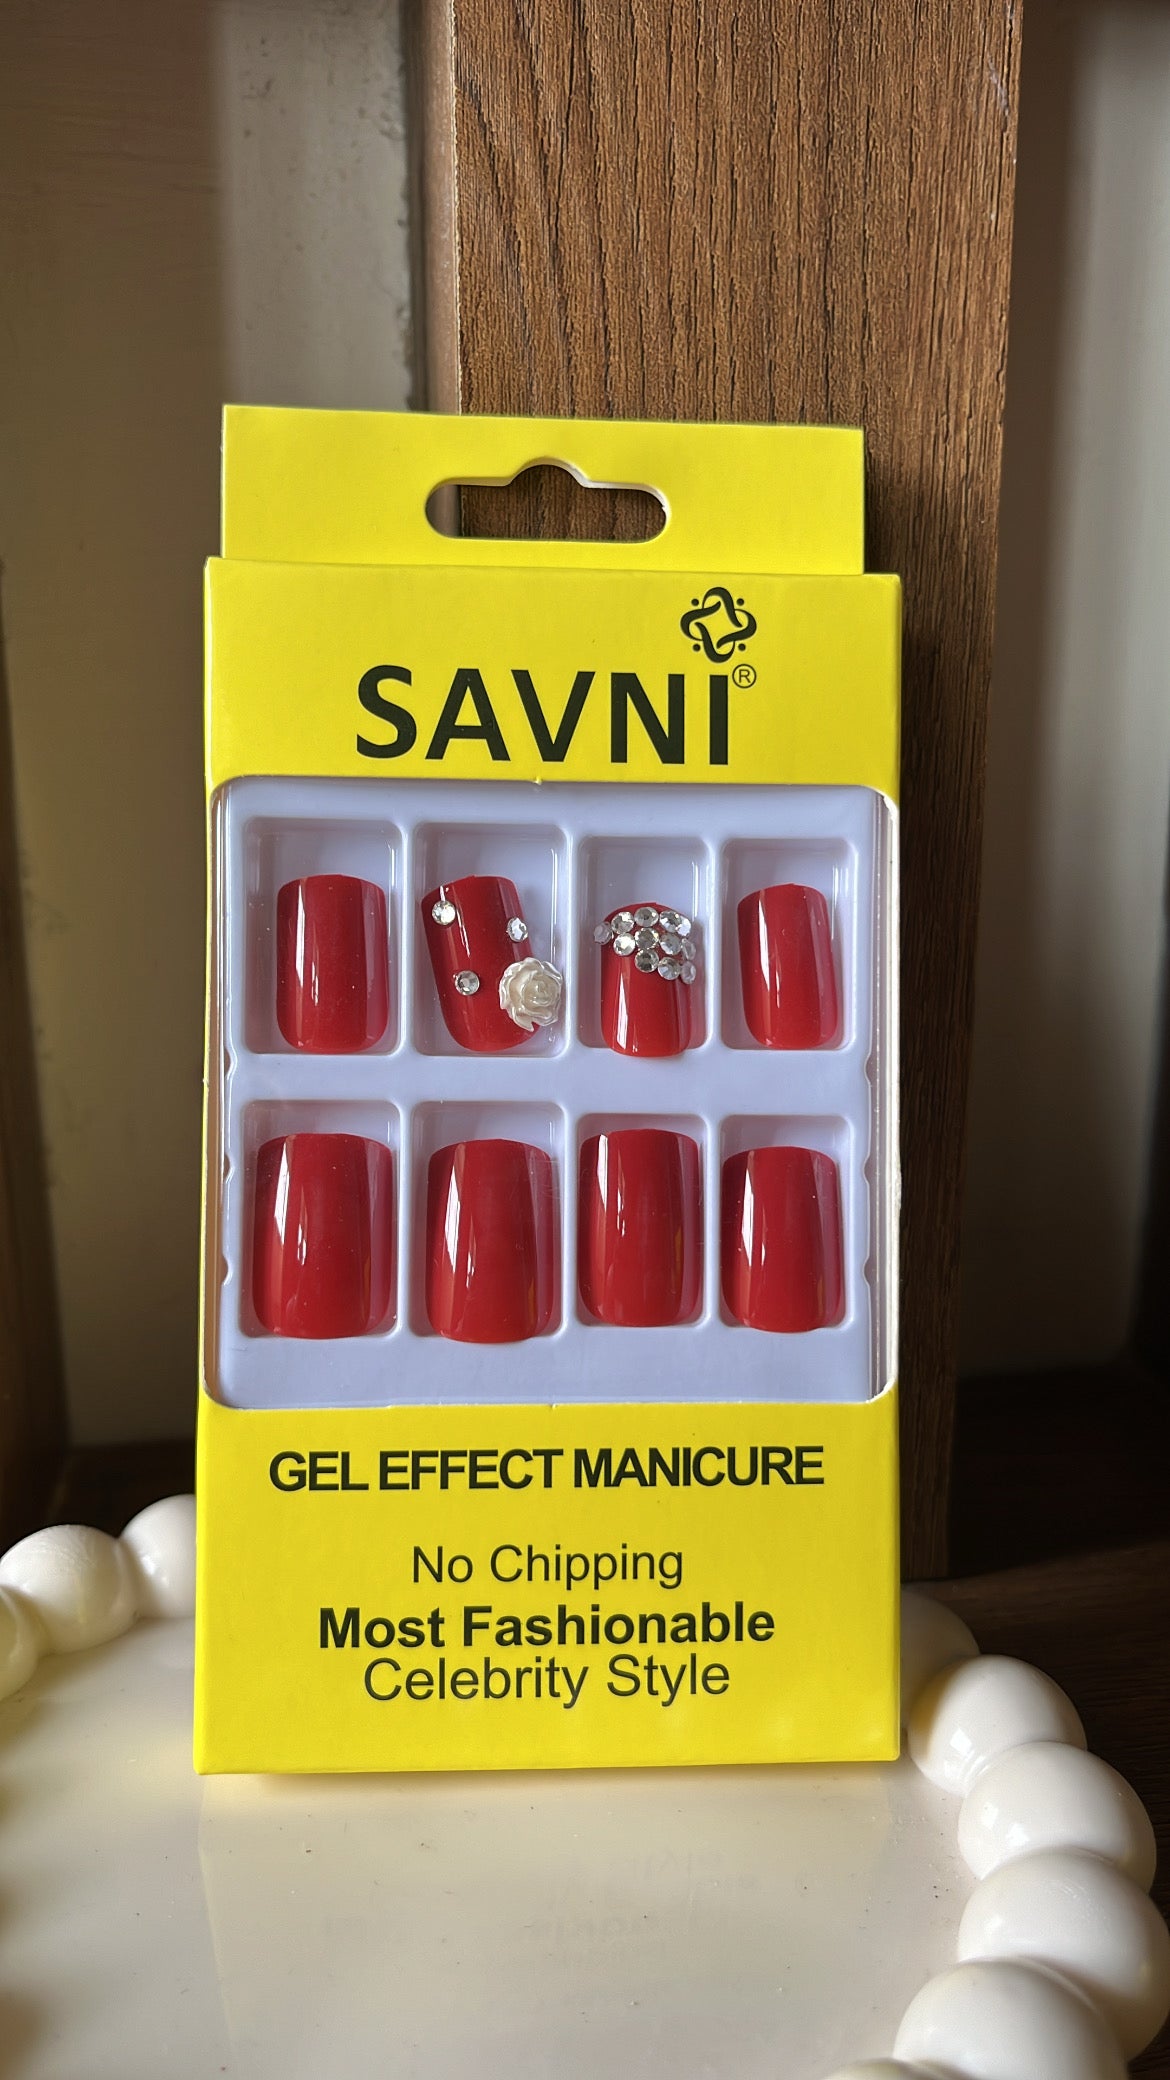 SAVNI®
GEL EFFECT MANICURE
No Chipping
Most Fashionable
Celebrity Style